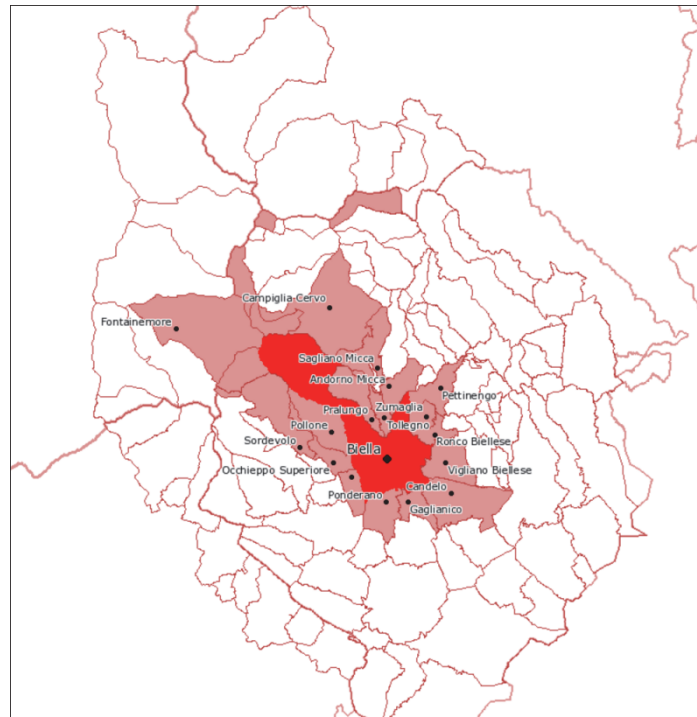 Campiglia Cervo
Fontainemore
Sagliano Micca
Andorno Micca
Pettinengo
Zumaglia
Pralungo
Tollegno
Pollone
Ronco Biellese
Sordevolo
Biella
Occhieppo Superiore
Vigliano Biellese
Candelo
Ponderano
Gaglianico